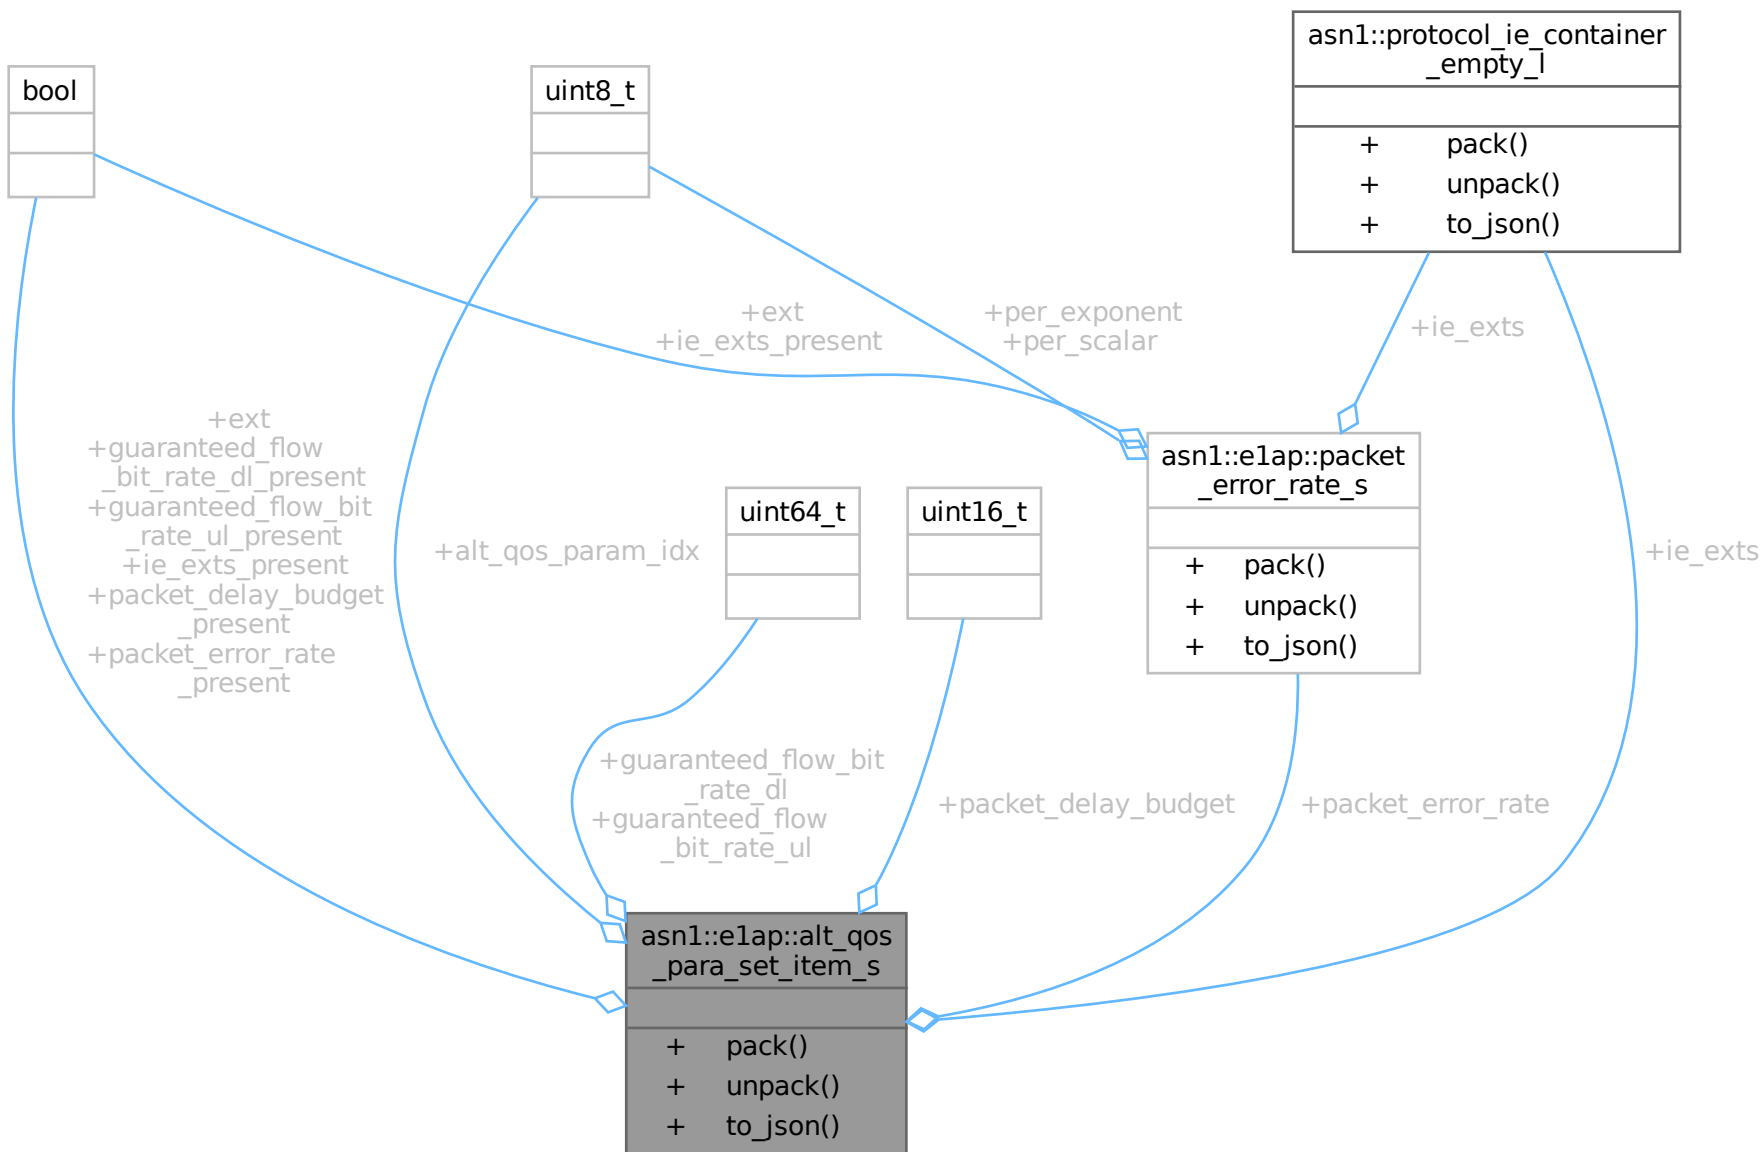 asn1::protocol_ie_container
_empty_l
+ pack()
+ unpack()
+ to_json()
bool
uint8_t
+ext
+ie_exts_present
+per_exponent
+per_scalar
+ie_exts
+ext
+guaranteed_flow
_bit_rate_dl_present
+guaranteed_flow_bit
_rate_ul_present
+ie_exts_present
+packet_delay_budget
_present
+packet_error_rate
_present
+alt_qos_param_idx
uint64_t
uint16_t
asn1::e1ap::packet
_error_rate_s
+ pack()
+ unpack()
+ to_json()
+ie_exts
+guaranteed_flow_bit
_rate_dl
+guaranteed_flow
_bit_rate_ul
+packet_delay_budget
+packet_error_rate
asn1::e1ap::alt_qos
_para_set_item_s
+ pack()
+ unpack()
+ to_json()